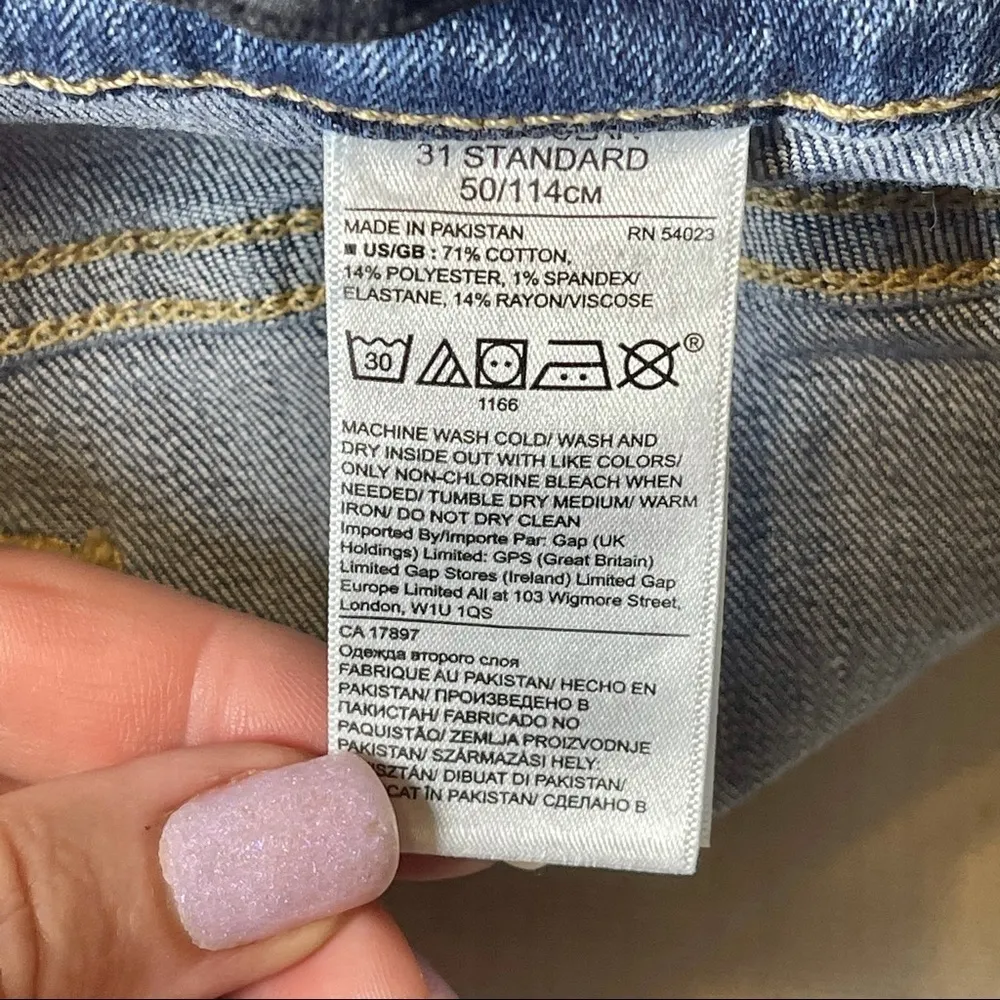 31 STANDARD
50/114CM
MADE IN PAKISTAN RN 54023
US/GB : 71% COTTON,
14% POLYESTER, 1% SPANDEX/
ELASTANE, 14% RAYON/VISCOSE
30 ®
1166
MACHINE WASH COLD/ WASH AND
DRY INSIDE OUT WITH LIKE COLORS/
ONLY NON-CHLORINE BLEACH WHEN
NEEDED/ TUMBLE DRY MEDIUM/ WARM
IRON/ DO NOT DRY CLEAN
Imported By/Importe Par: Gap (UK
Holdings) Limited: GPS (Great Britain)
Limited Gap Stores (Ireland) Limited Gap
Europe Limited All at 103 Wigmore Street,
London, W1U 1QS
CA 17897
Одежда второго слоя
FABRIQUE AU PAKISTAN/ HECHO EN
PAKISTAN/ ПРОИЗВЕДЕНО В
ПАКИСТАН/ FABRICADO NO
PAQUISTÃO/ ZEMLJA PROIZVODNJE
PAKISTAN/ SZÁRMAZÁSI HELY:
DIBUAT DI PAKISTAN/
ÎN PAKISTAN/ СДЕЛАНО В